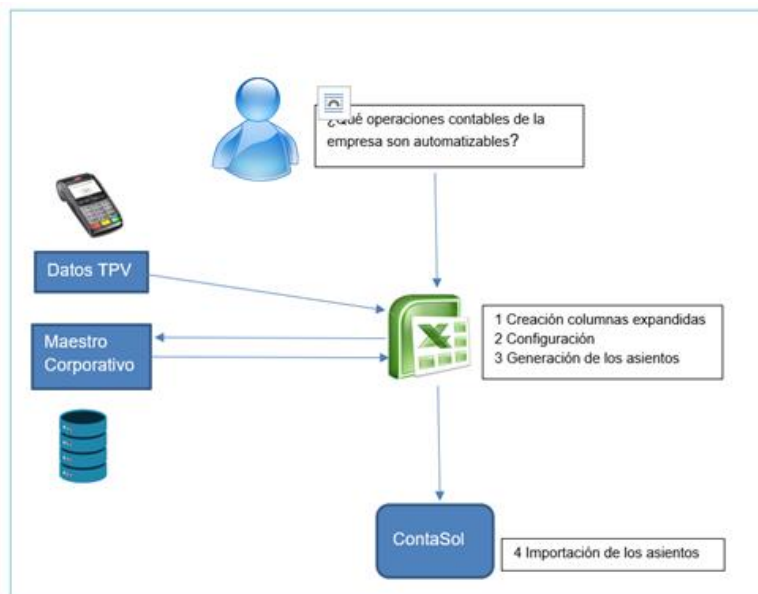 ¿Qué operaciones contables de la
empresa son automatizables?
Datos TPV
Maestro
Corporativo
1 Creación columnas expandidas
2 Configuración
3 Generación de los asientos
ContaSol
4 Importación de los asientos